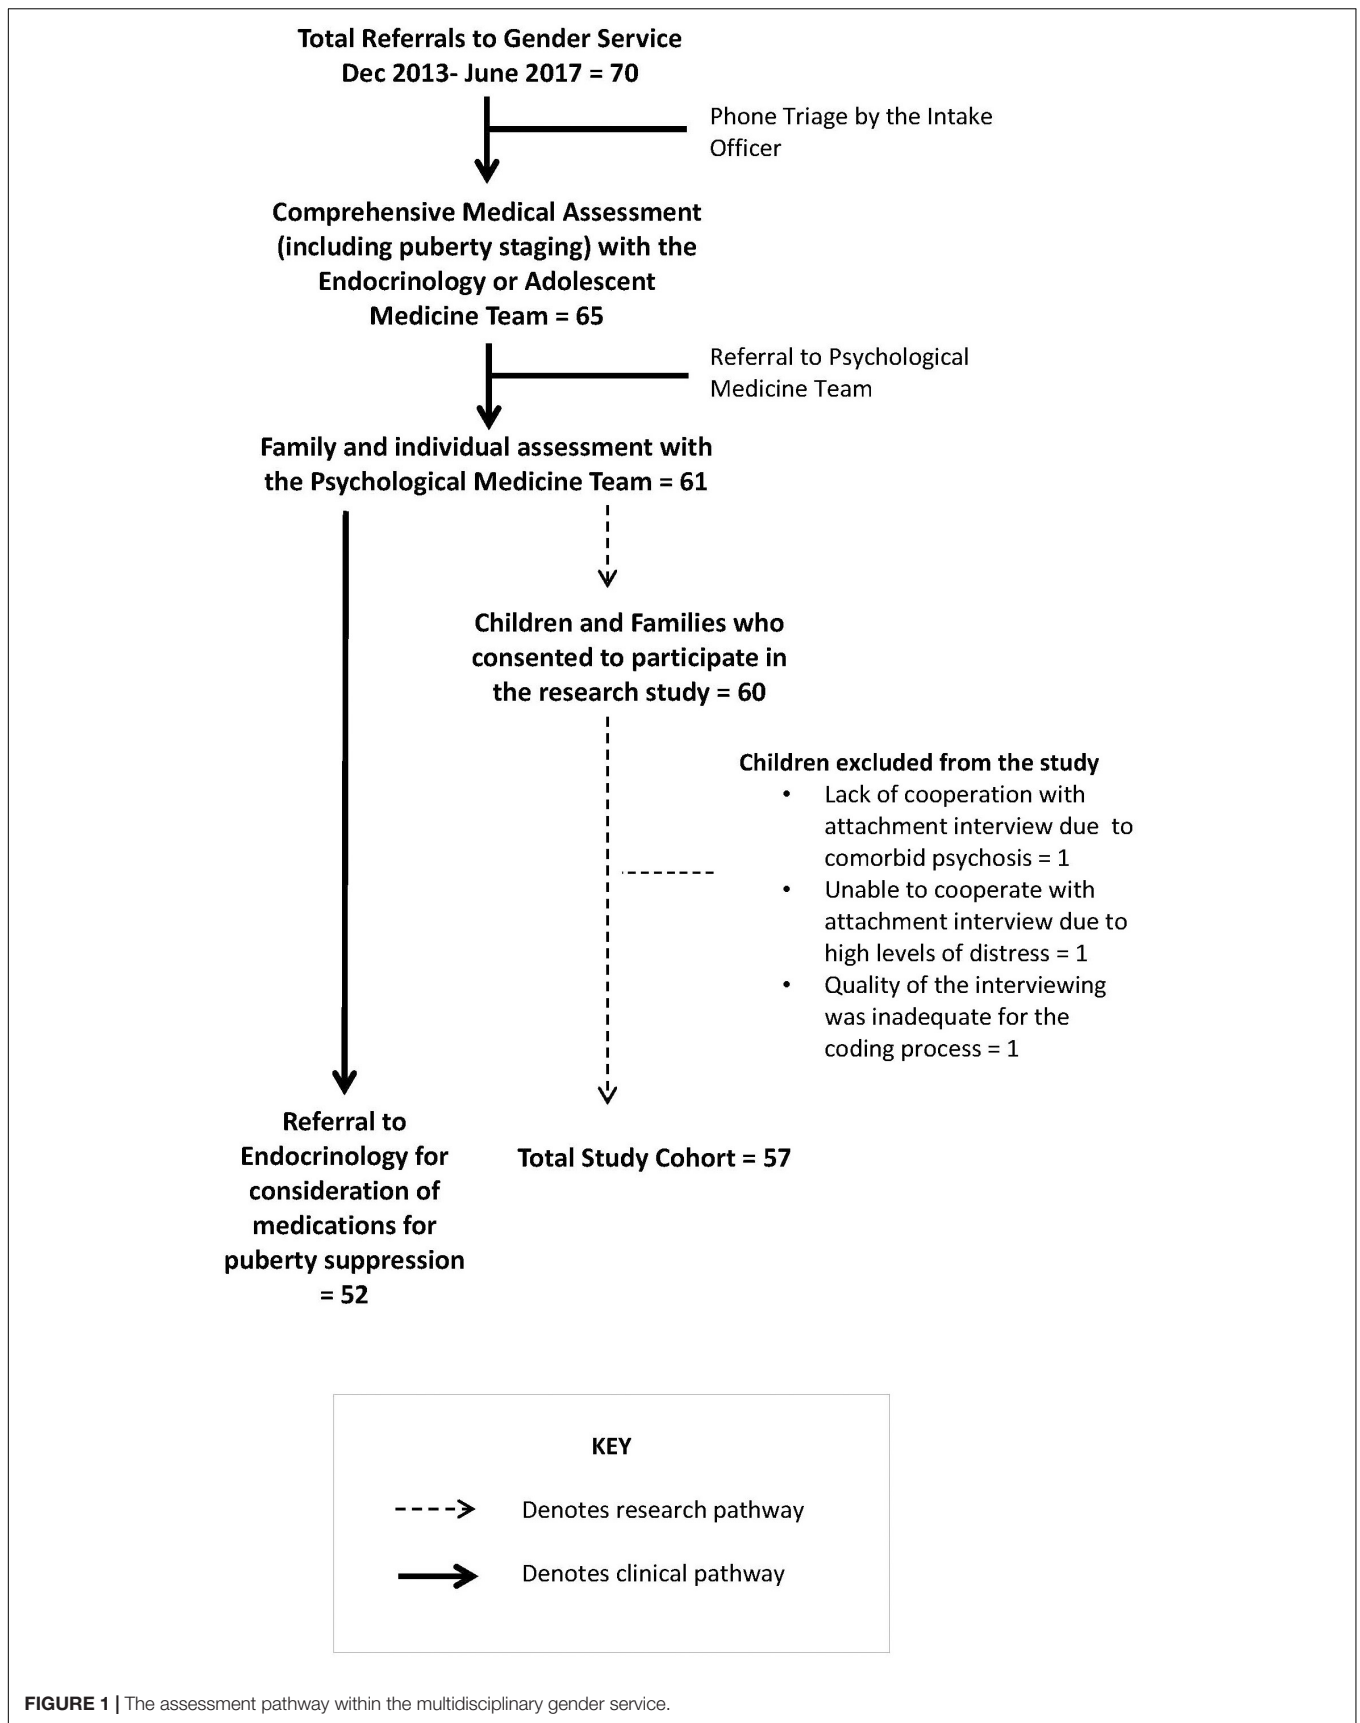 Total Referrals to Gender Service
Dec 2013- June 2017 = 70
Phone Triage by the Intake
Officer
Comprehensive Medical Assessment
(including puberty staging) with the
Endocrinology or Adolescent
Medicine Team = 65
Referral to Psychological
Medicine Team
Family and individual assessment with
the Psychological Medicine Team = 61
Children and Families who
consented to participate in
the research study = 60
Children excluded from the study
• Lack of cooperation with
attachment interview due to
comorbid psychosis = 1
• Unable to cooperate with
attachment interview due to
high levels of distress = 1
• Quality of the interviewing
was inadequate for the
coding process = 1
Referral to
Endocrinology for
consideration of
medications for
puberty suppression
= 52
Total Study Cohort = 57
KEY
Denotes research pathway
Denotes clinical pathway
FIGURE 1 | The assessment pathway within the multidisciplinary gender service.